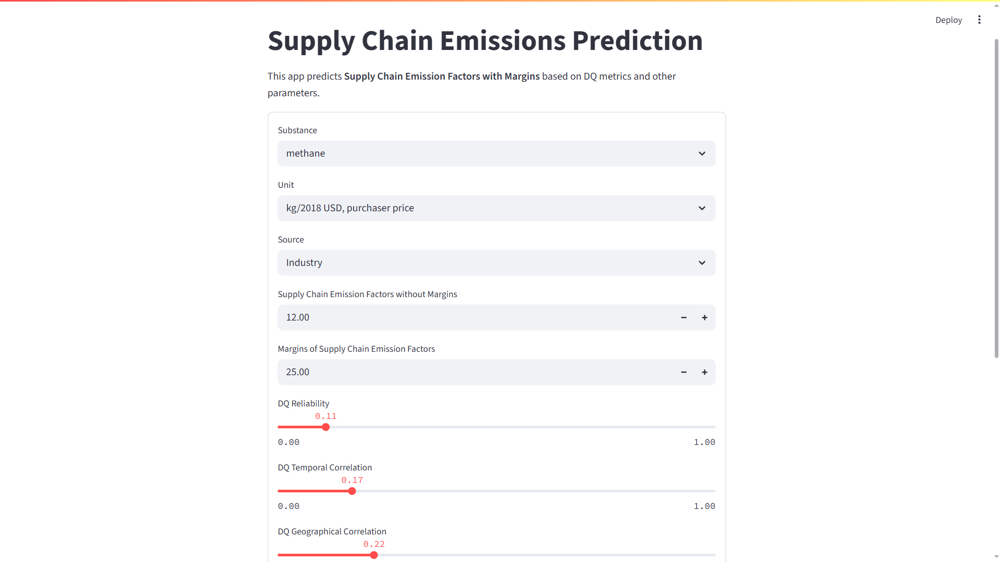 Deploy
Supply Chain Emissions Prediction
This app predicts Supply Chain Emission Factors with Margins based on DQ metrics and other
parameters.
Substance
methane
Unit
kg/2018 USD, purchaser price
Source
Industry
Supply Chain Emission Factors without Margins
12.00
Margins of Supply Chain Emission Factors
25.00
DQ Reliability
0.11
0.00 1.00
DQ Temporal Correlation
0.17
0.00 1.00
DQ Geographical Correlation
0.22